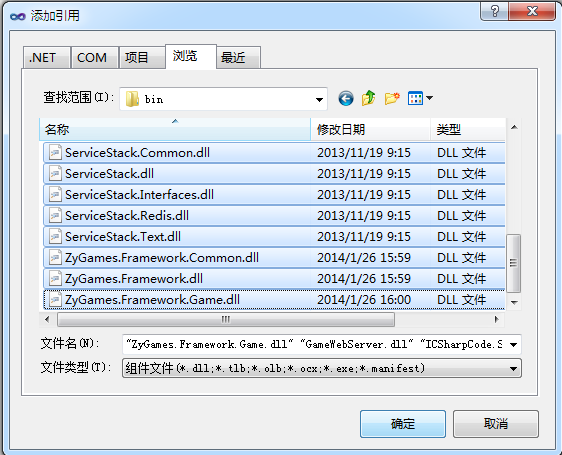 添加引用
.NET COM 项目 浏览 最近
查找范围(I): bin
名称 修改日期 类型
ServiceStack.Common.dll 2013/11/19 9:15 DLL 文件
ServiceStack.dll 2013/11/19 9:15 DLL 文件
ServiceStack.Interfaces.dll 2013/11/19 9:15 DLL 文件
ServiceStack.Redis.dll 2013/11/19 9:15 DLL 文件
ServiceStack.Text.dll 2013/11/19 9:15 DLL 文件
ZyGames.Framework.Common.dll 2014/1/26 15:59 DLL 文件
ZyGames.Framework.dll 2014/1/26 15:59 DLL 文件
ZyGames.Framework.Game.dll 2014/1/26 16:00 DLL 文件
文件名(N): "ZyGames.Framework.Game.dll" "GameWebServer.dll" "ICSharpCode.S
文件类型(T): 组件文件(*.dll;*.tlb;*.olb;*.ocx;*.exe;*.manifest)
确定 取消